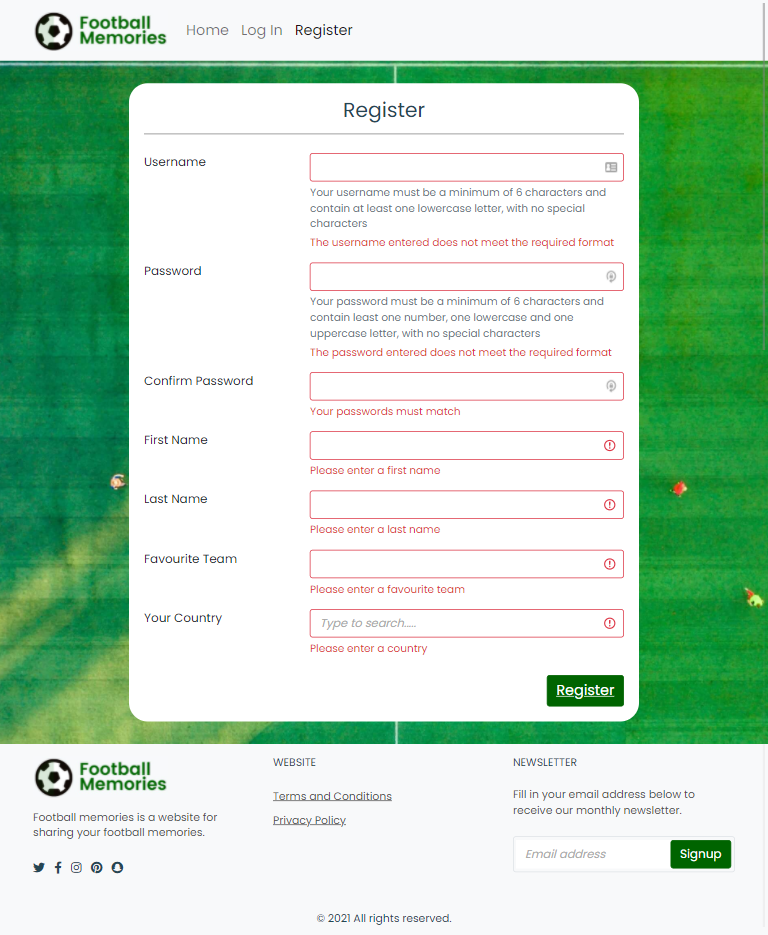 Football
Memories
Home Log In Register
Register
Username
Your username must be a minimum of 6 characters and
contain at least one lowercase letter, with no special
characters
The username entered does not meet the required format
Password
Your password must be a minimum of 6 characters and
contain least one number, one lowercase and one
uppercase letter, with no special characters
The password entered does not meet the required format
Confirm Password
Your passwords must match
First Name
Please enter a first name
Last Name
Please enter a last name
Favourite Team
Please enter a favourite team
Your Country
Type to search.....
Please enter a country
Register
Football
Memories
Football memories is a website for
sharing your football memories.
WEBSITE
Terms and Conditions
Privacy Policy
NEWSLETTER
Fill in your email address below to
receive our monthly newsletter.
Email address
Signup
© 2021 All rights reserved.